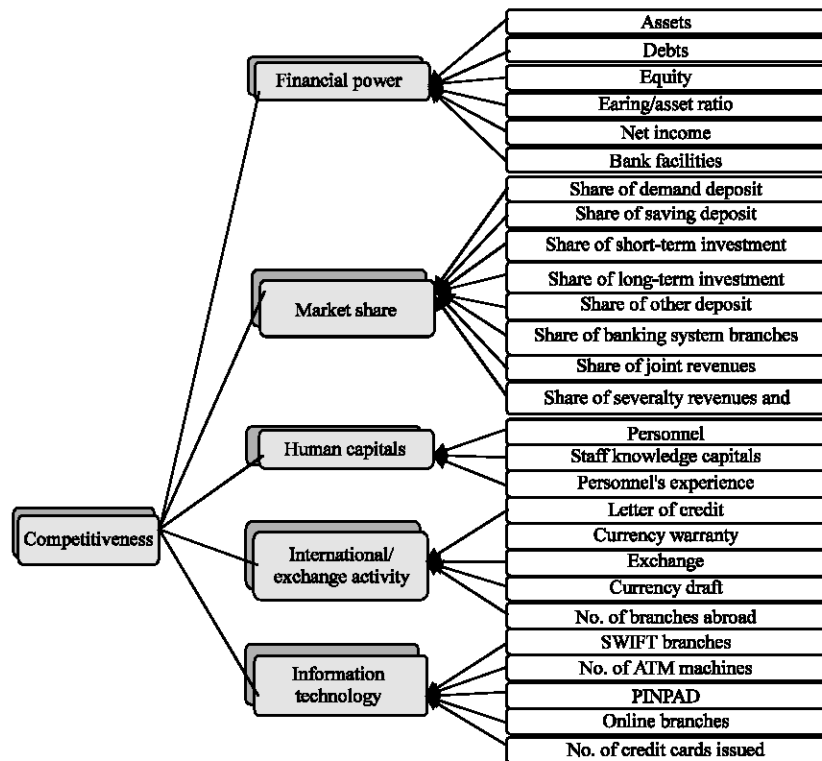 Assets
Debts
Financial power
Equity
Earing/asset ratio
Net income
Bank facilities
Share of demand deposit
Share of saving deposit
Share of short-term investment
Share of long-term investment
Market share
Share of other deposit
Share of banking system branches
Share of joint revenues
Share of severalty revenues and
Personnel
Human capitals
Staff knowledge capitals
Personnel's experience
Letter of credit
Competitiveness
Currency warranty
International/
exchange activity
Exchange
Currency draft
No. of branches abroad
SWIFT branches
Information
technology
No. of ATM machines
PINPAD
Online branches
No. of credit cards issued